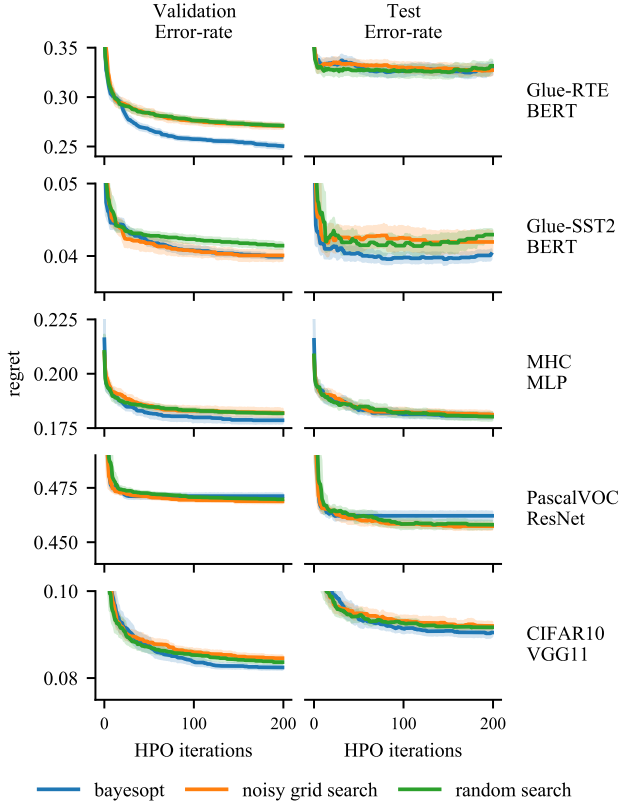 Validation
Error-rate
Test
Error-rate
0.35
0.30
0.25
Glue-RTE
BERT
0.05
0.04
Glue-SST2
BERT
0.225
0.200
0.175
MHC
MLP
regret
0.475
0.450
PascalVOC
ResNet
0.10
0.08
CIFAR10
VGG11
0 100 200
0 100 200
HPO iterations
HPO iterations
bayesopt noisy grid search random search